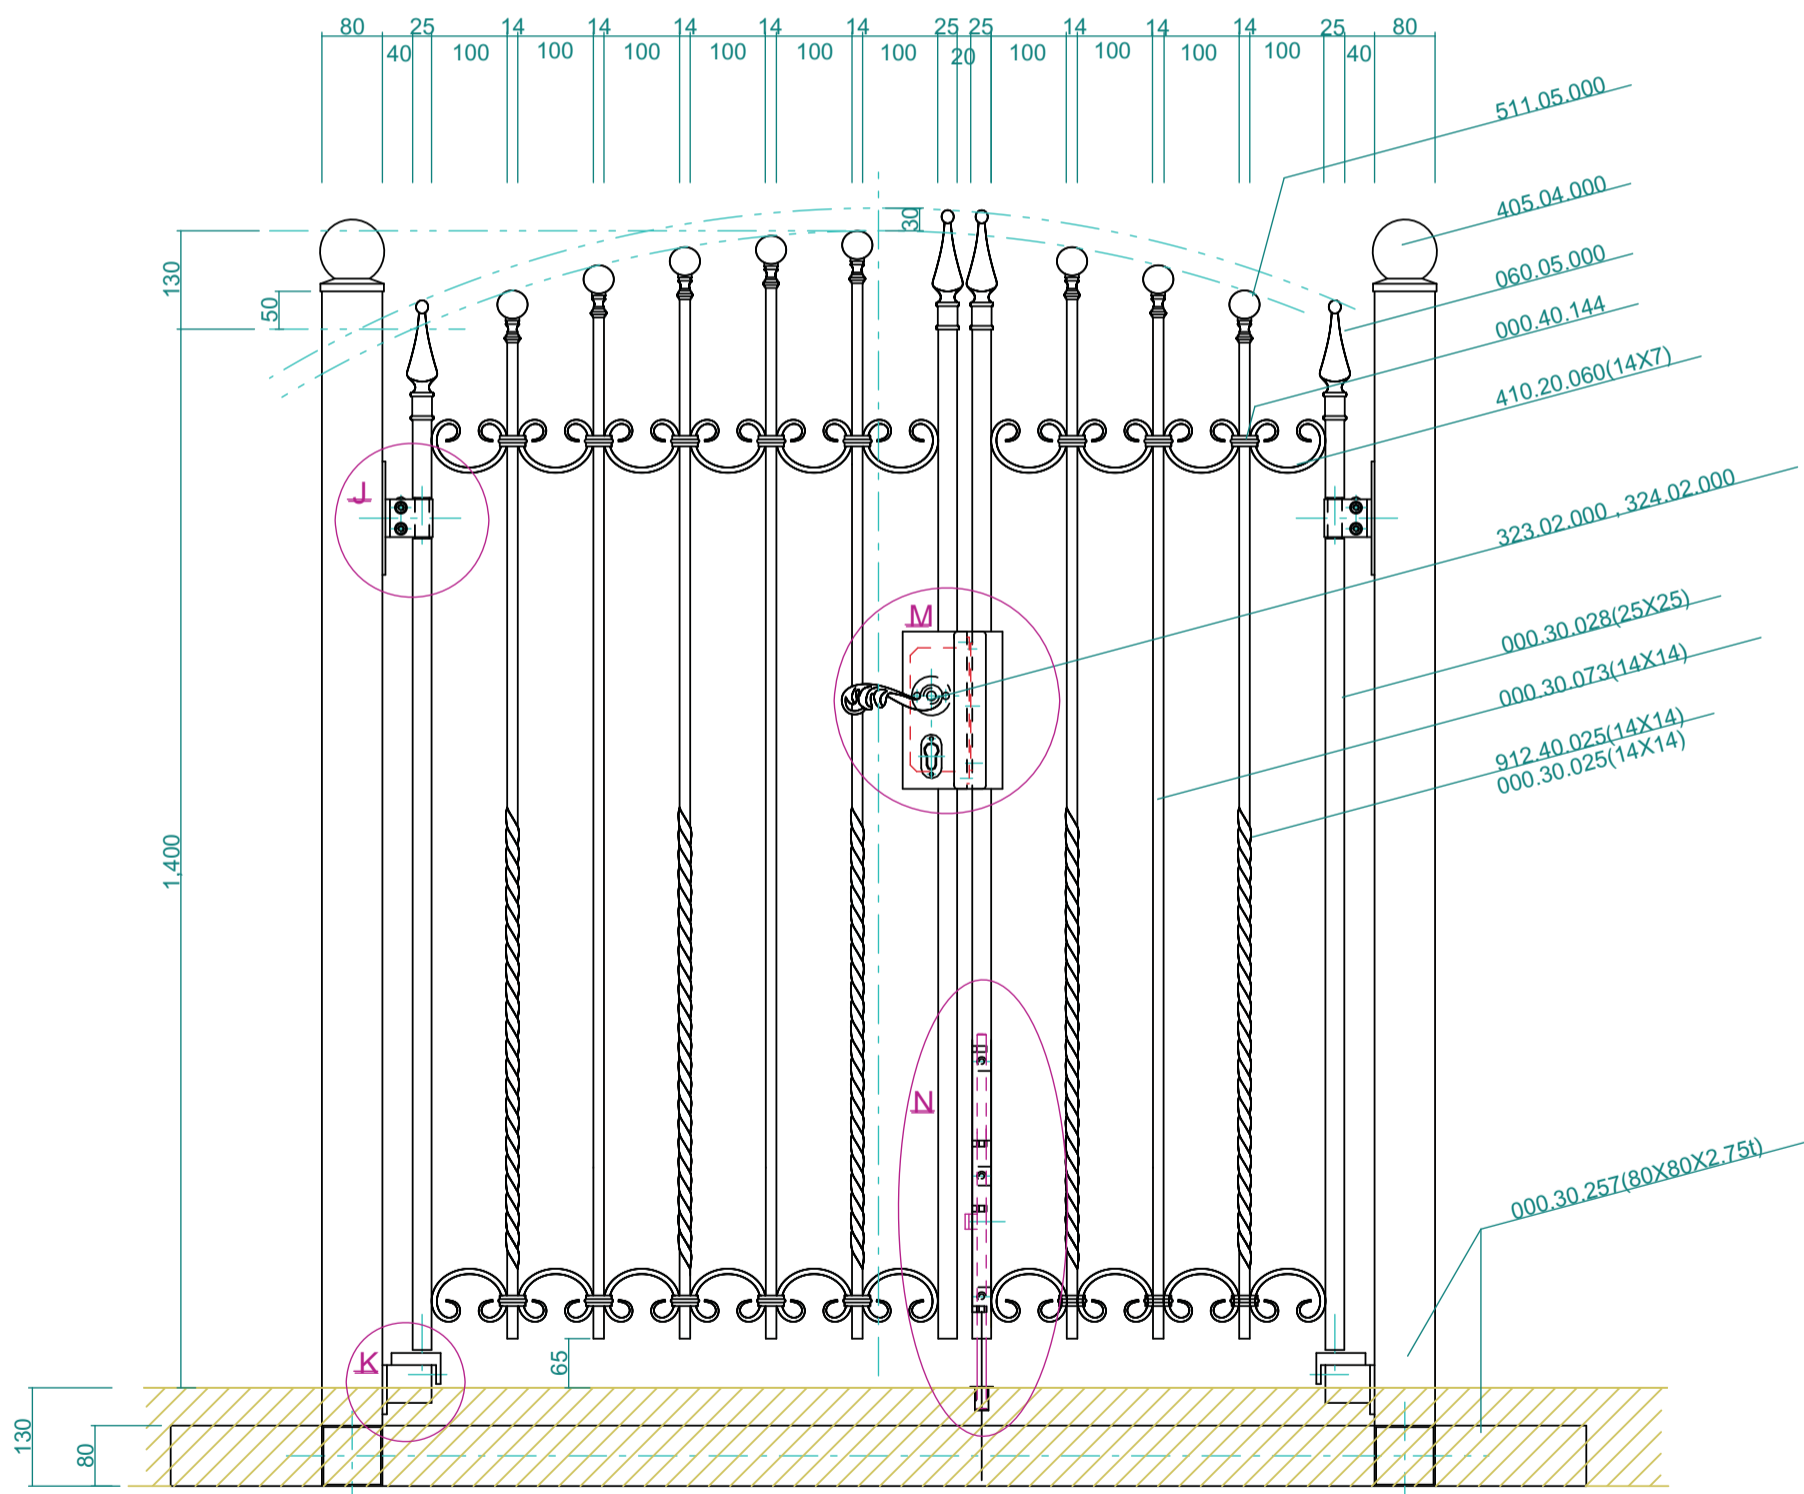 80 25 14 14 14 14 14 25 25 14 14 14 25 80
40 100 100 100 100 100 100 20 100 100 100 100 40
511.05.000
405.04.000
30
130
060.05.000
50
000.40.144
410.20.060(14X7)
J
323.02.000 , 324.02.000
M
000.30.028(25X25)
000.30.073(14X14)
912.40.025(14X14)
000.30.025(14X14)
1,400
N
000.30.257(80X80X2.75t)
K
65
130
80